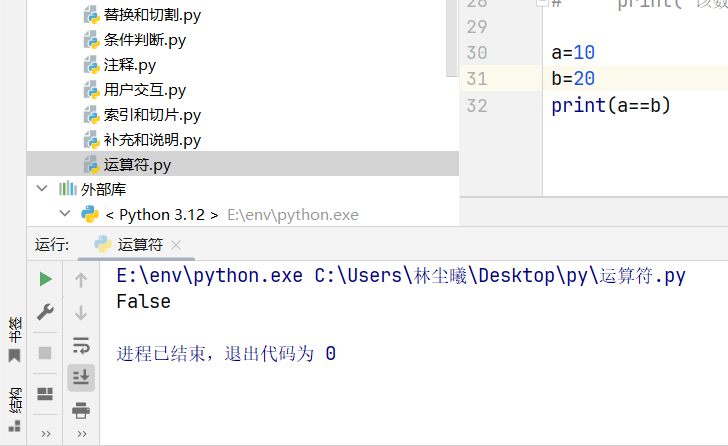 替换和切割.py
条件判断.py
注释.py
用户交互.py
索引和切片.py
补充和说明.py
运算符.py
外部库
< Python 3.12 > E:\env\python.exe
28 # print(
29
30 a=10
31 b=20
32 print(a==b)
运行: 运算符
E:\env\python.exe C:\Users\林尘曦\Desktop\py\运算符.py
False
进程已结束，退出代码为 0
书签
结构